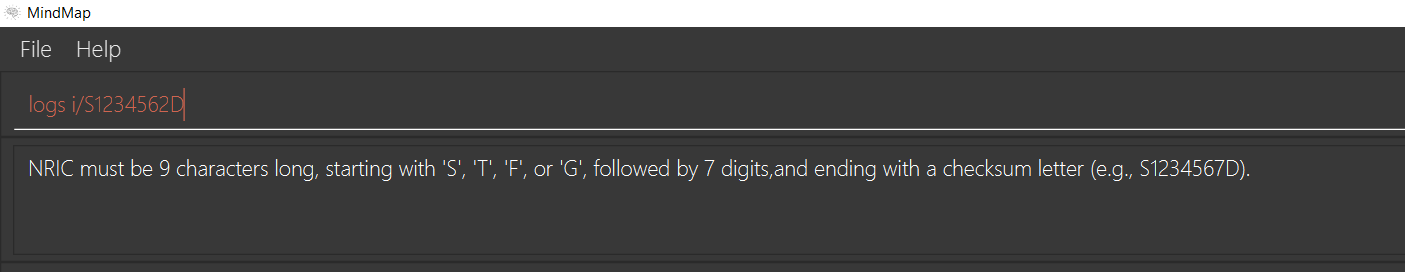 MindMap
File Help
logs i/S1234562D
NRIC must be 9 characters long, starting with 'S', 'T', 'F', or 'G', followed by 7 digits,and ending with a checksum letter (e.g., S1234567D).